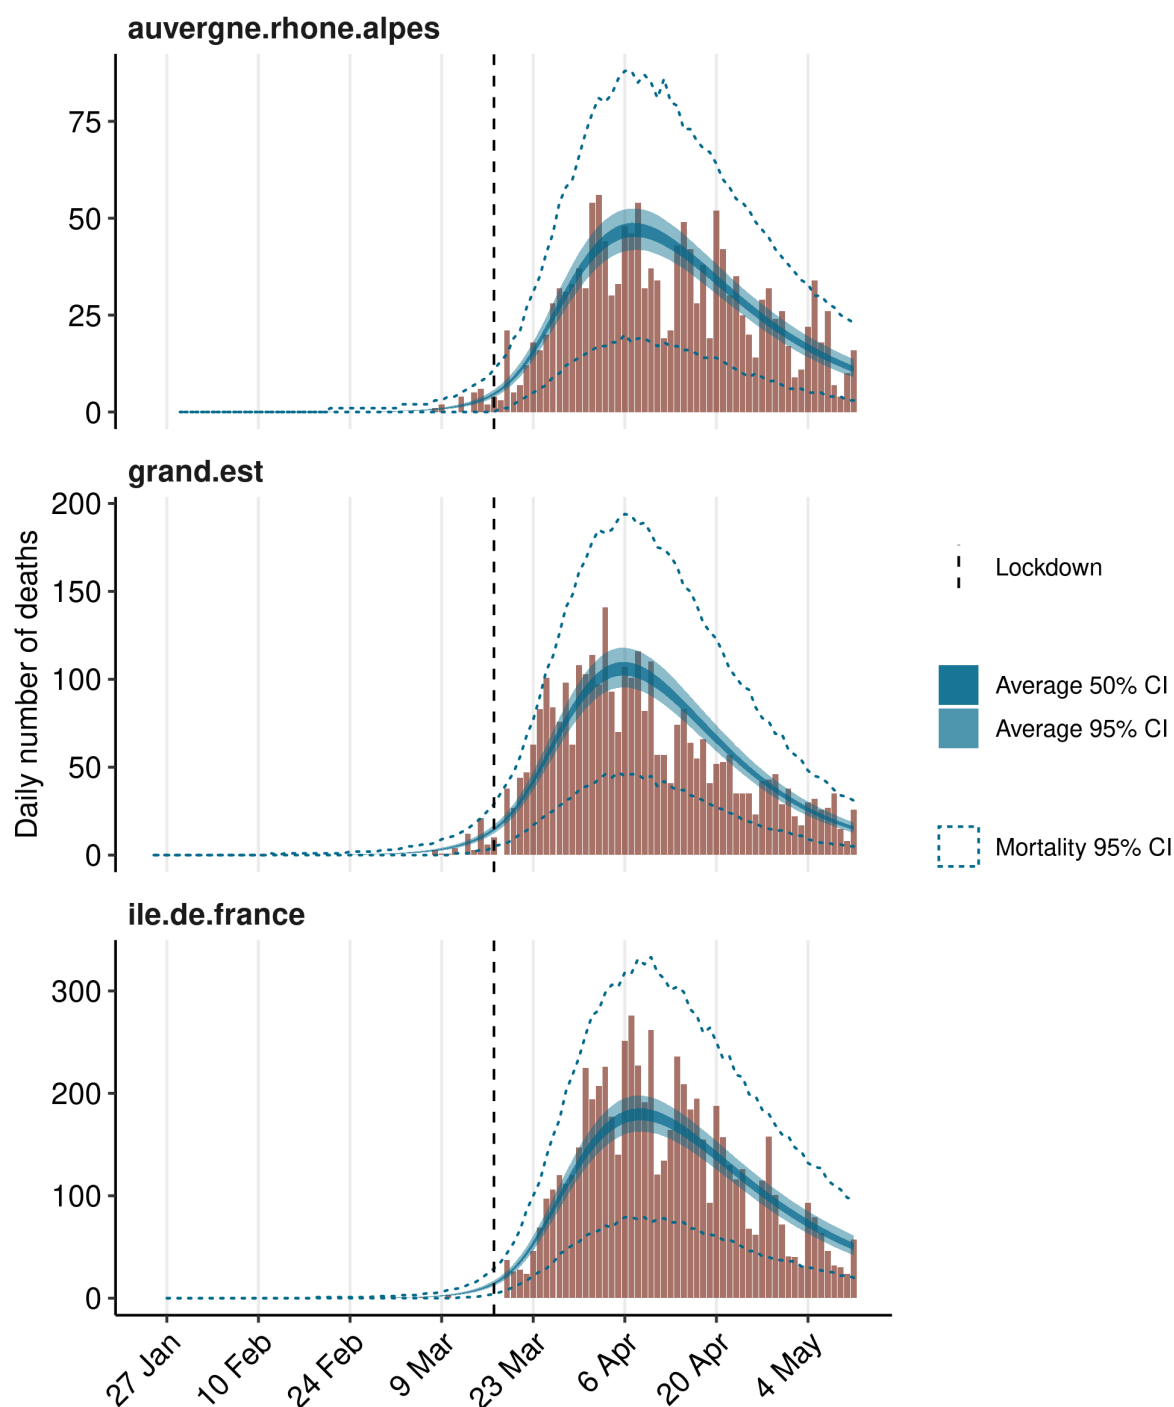 auvergne.rhone.alpes
75
50
25
0
grand.est
200
150
100
50
0
Daily number of deaths
Lockdown
Average 50% CI
Average 95% CI
Mortality 95% CI
ile.de.france
300
200
100
0
27 Jan
10 Feb
24 Feb
9 Mar
23 Mar
6 Apr
20 Apr
4 May